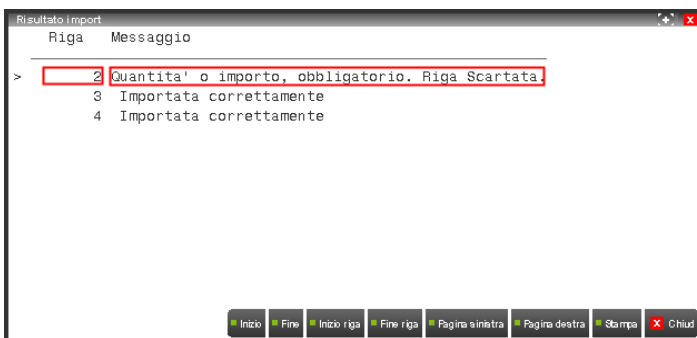 Risultato import [+] X
Riga Messaggio
> 2 Quantita' o importo, obbligatorio. Riga Scartata.
3 Importata correttamente
4 Importata correttamente
Inizio Fine Inizio riga Fine riga Pagina sinistra Pagina destra Stampa X Chiud